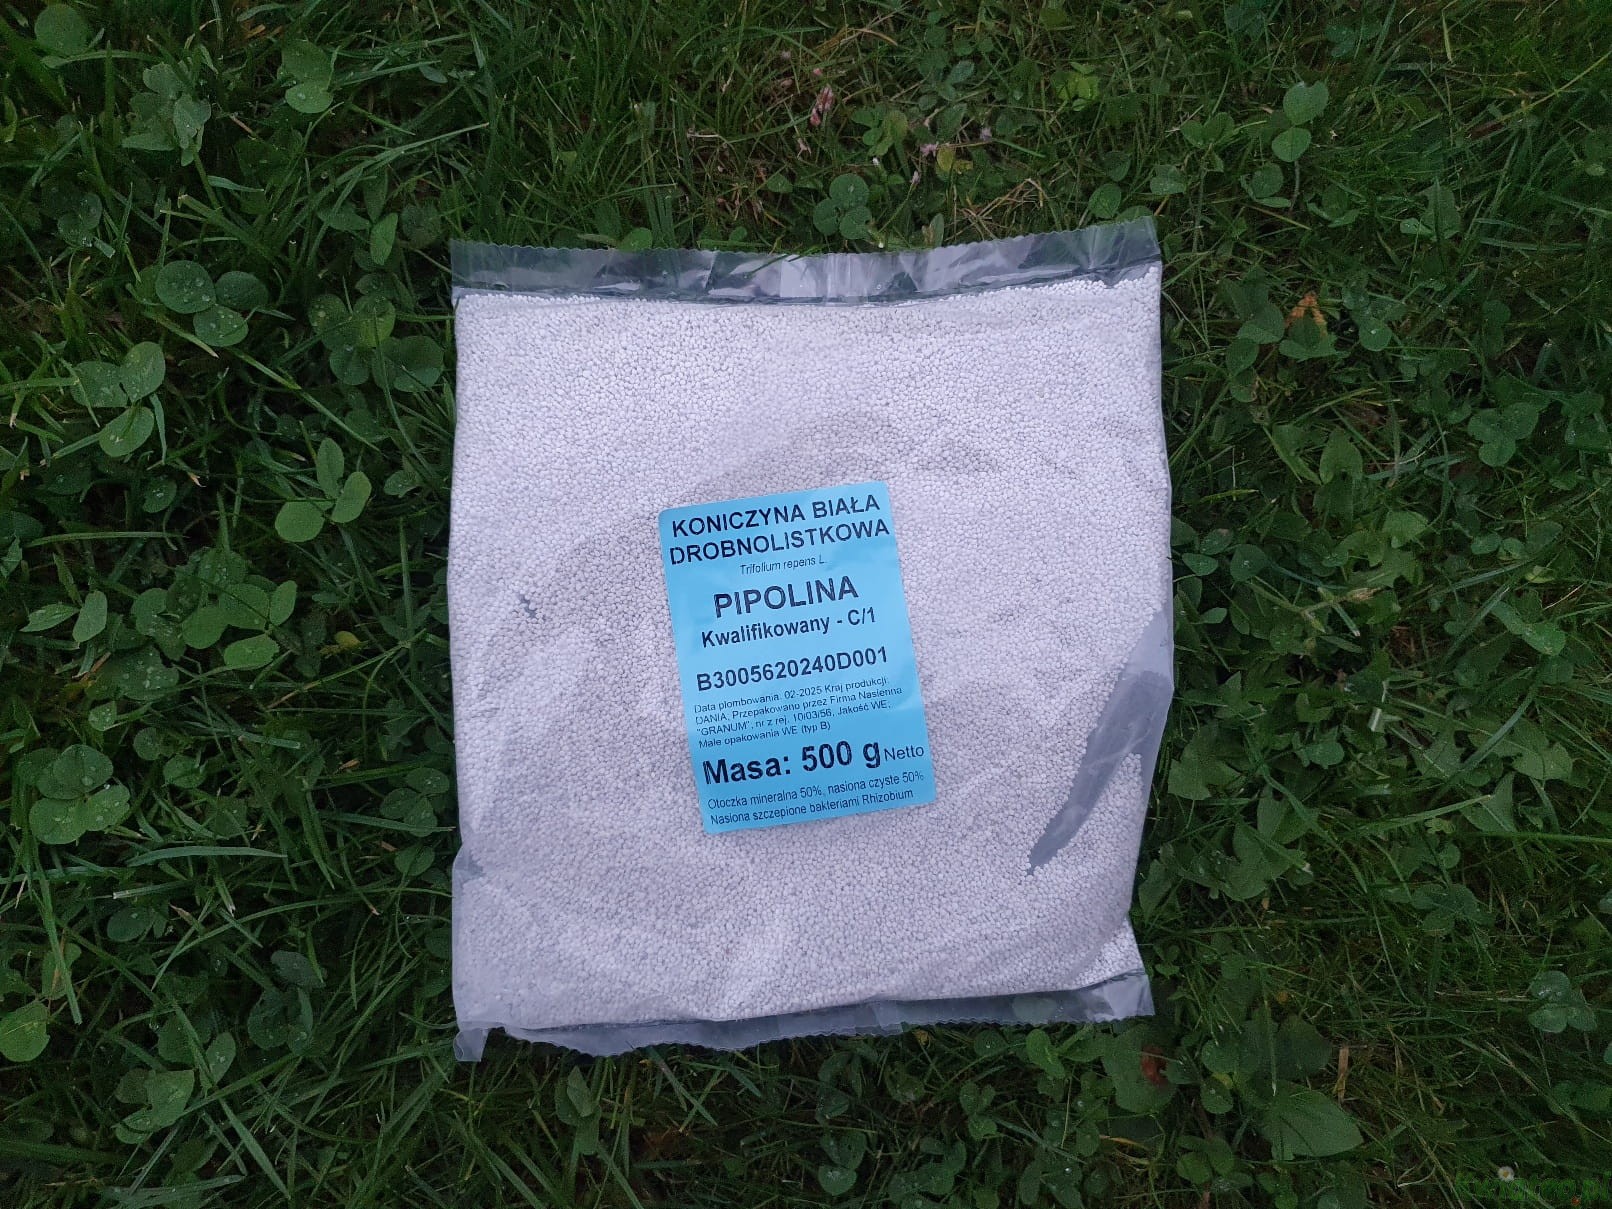 KONICZYNA BIAŁA
DROBNOLISTKOWA
Trifolium repens L.
PIPOLINA
Kwalifikowany - C/1
B3005620240D001
Data plombowania: 02-2025 Kraj produkcji:
DANIA, Przepakowano przez Firma Nasienna
"GRANUM", nr z rej. 10/03/56, Jakość WE,
Małe opakowania WE (typ B)
Masa: 500 g Netto
Otoczka mineralna 50%, nasiona czyste 50%
Nasiona szczepione bakteriami Rhizobium